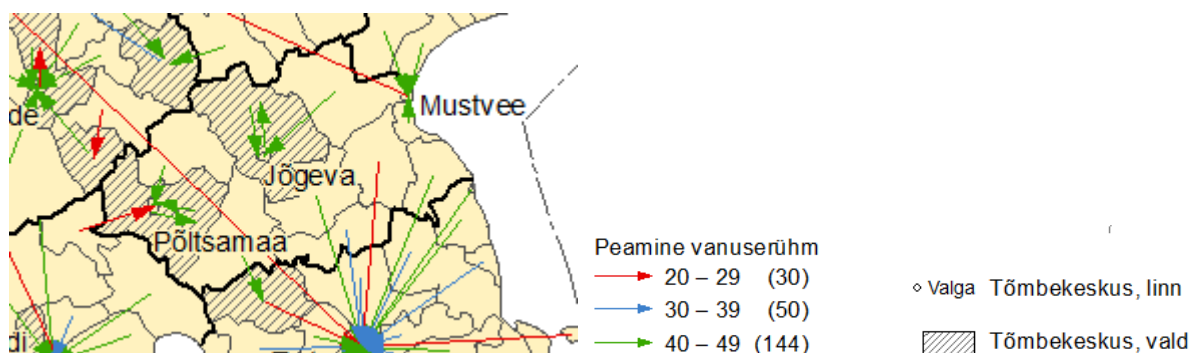 de
Mustvee
Jõgeva
Põltsamaa
di
Peamine vanuserühm
20 – 29 (30)
30 – 39 (50)
40 – 49 (144)
Valga Tõmbekeskus, linn
Tõmbekeskus, vald